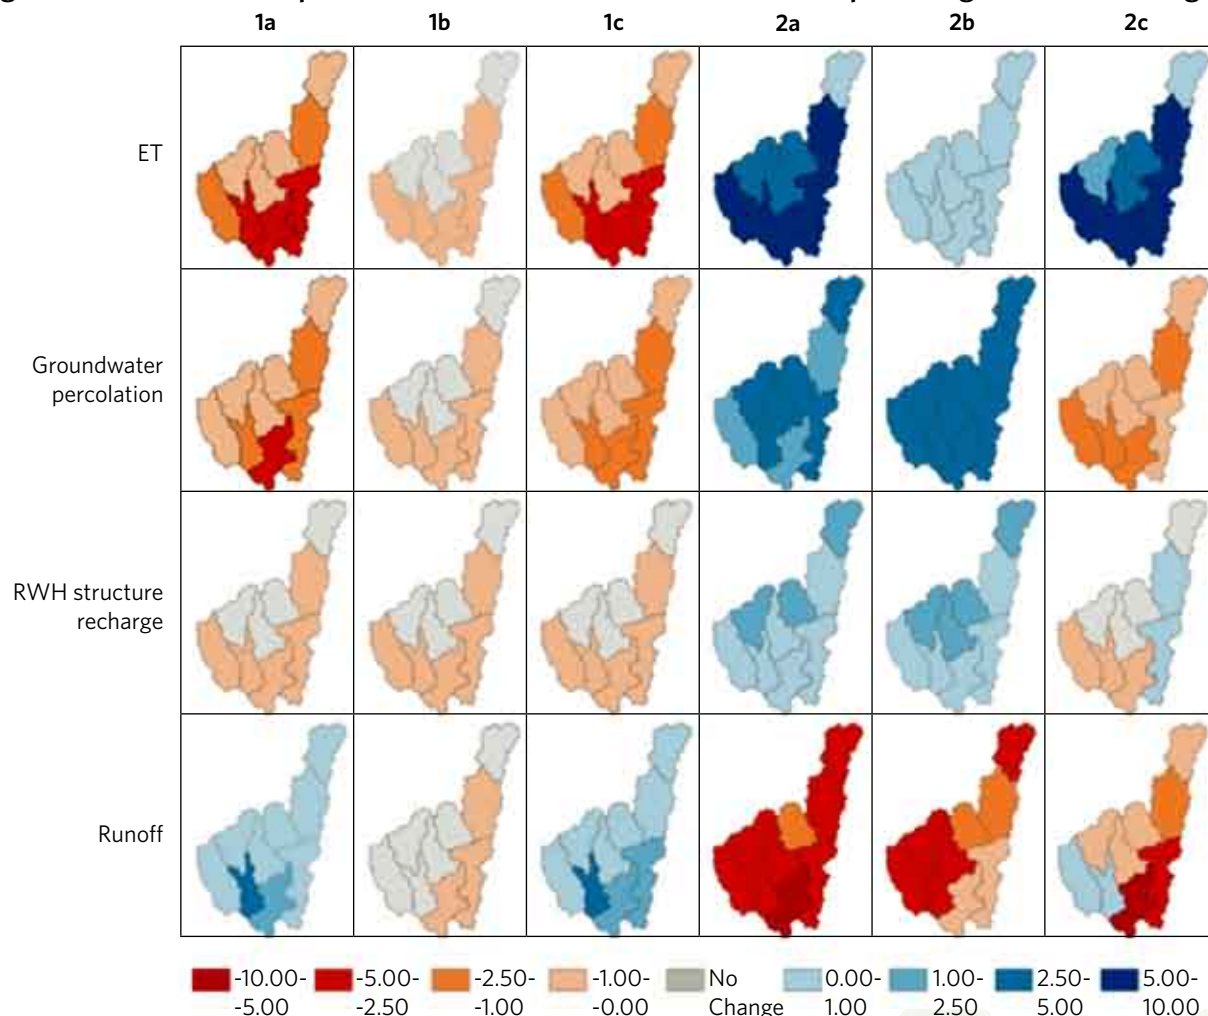 1a 1b 1c 2a 2b 2c
ET
Groundwater
percolation
RWH structure
recharge
Runoff
-10.00- -5.00- -2.50- -1.00- No 0.00- 1.00- 2.50- 5.00-
-5.00 -2.50 -1.00 -0.00 Change 1.00 2.50 5.00 10.00